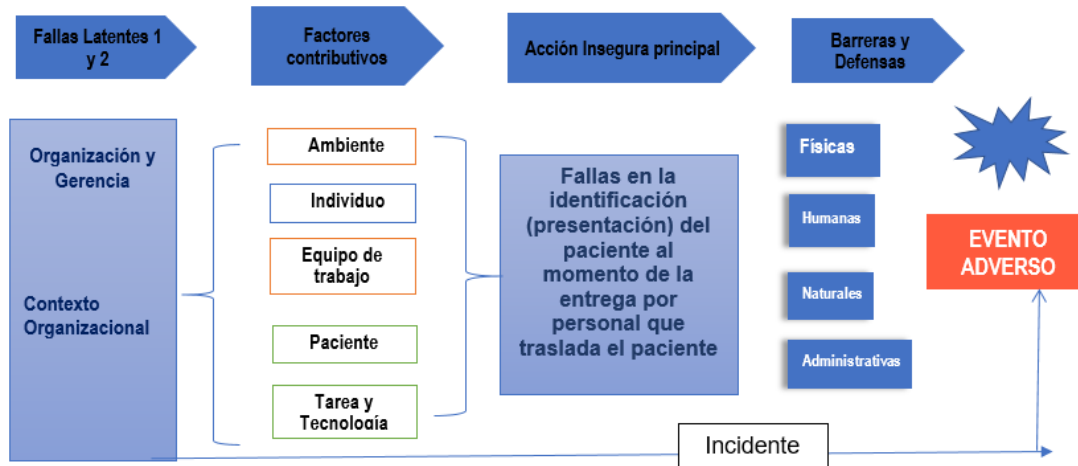 Fallas Latentes 1
y 2
Factores
contributivos
Acción Insegura principal
Barreras y
Defensas
Organización y
Gerencia
Contexto
Organizacional
Ambiente
Individuo
Equipo de
trabajo
Paciente
Tarea y
Tecnología
Fallas en la
identificación
(presentación) del
paciente al
momento de la
entrega por
personal que
traslada el paciente
Físicas
Humanas
Naturales
Administrativas
EVENTO
ADVERSO
Incidente